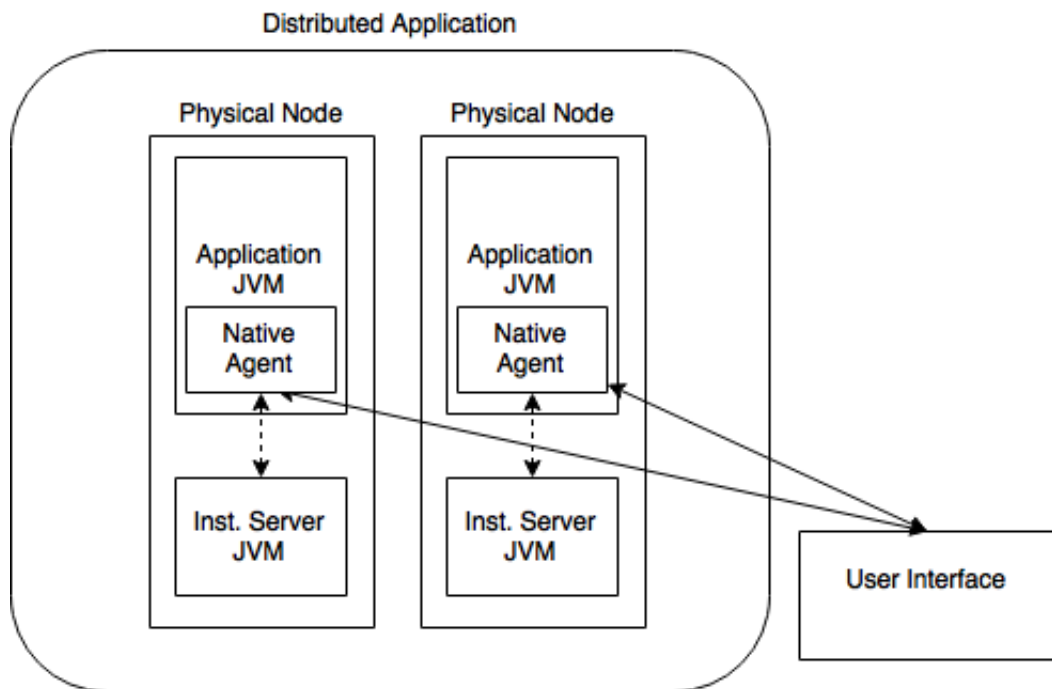 Distributed Application
Physical Node
Physical Node
Application
JVM
Application
JVM
Native
Agent
Native
Agent
Inst. Server
JVM
Inst. Server
JVM
User Interface